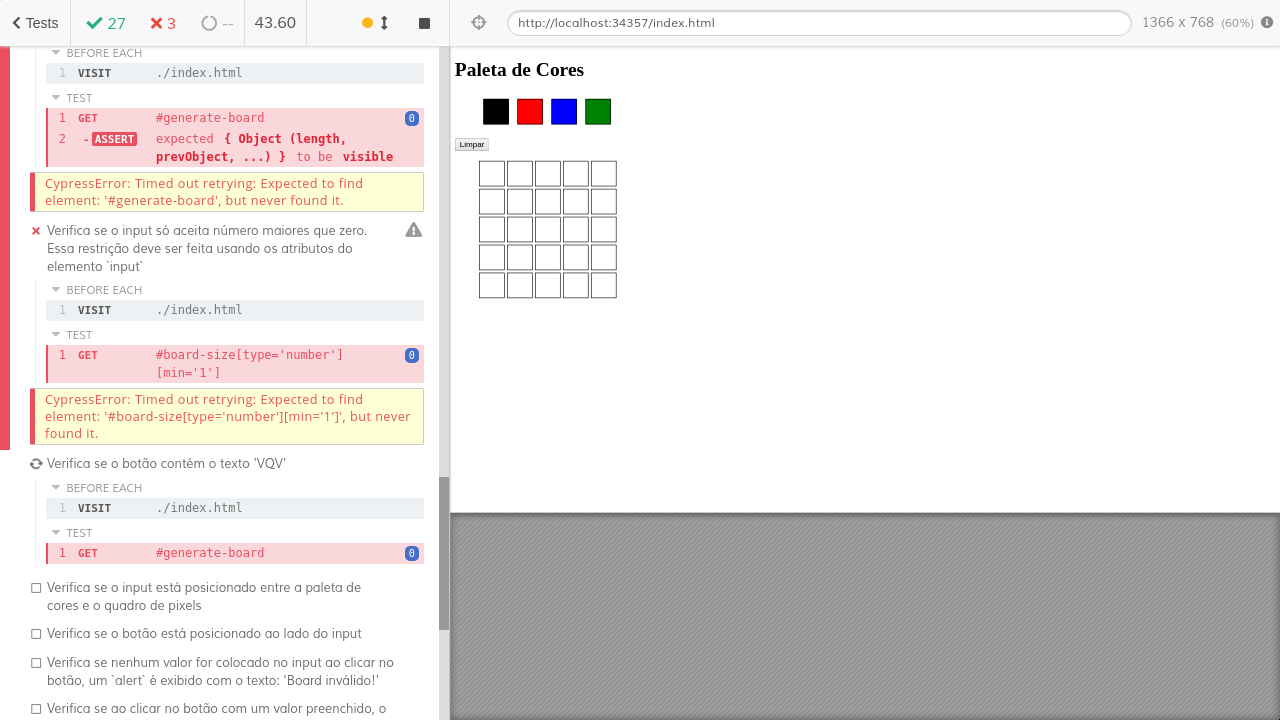 Tests 27 3 -- 43.60
http://localhost:34357/index.html
1366 x 768 (60%)
BEFORE EACH
1 VISIT ./index.html
TEST
1 GET #generate-board 0
2 -ASSERT expected { Object (length,
prevObject, ...) } to be visible
CypressError: Timed out retrying: Expected to find
element: '#generate-board', but never found it.
Verifica se o input só aceita número maiores que zero.
Essa restrição deve ser feita usando os atributos do
elemento `input`
BEFORE EACH
1 VISIT ./index.html
TEST
1 GET #board-size[type='number'] 0
[min='1']
CypressError: Timed out retrying: Expected to find
element: '#board-size[type='number'][min='1']', but never
found it.
Verifica se o botão contém o texto 'VQV'
BEFORE EACH
1 VISIT ./index.html
TEST
1 GET #generate-board 0
Verifica se o input está posicionado entre a paleta de
cores e o quadro de pixels
Verifica se o botão está posicionado ao lado do input
Verifica se nenhum valor for colocado no input ao clicar no
botão, um `alert` é exibido com o texto: 'Board inválido!'
Verifica se ao clicar no botão com um valor preenchido, o
Paleta de Cores
Limpar